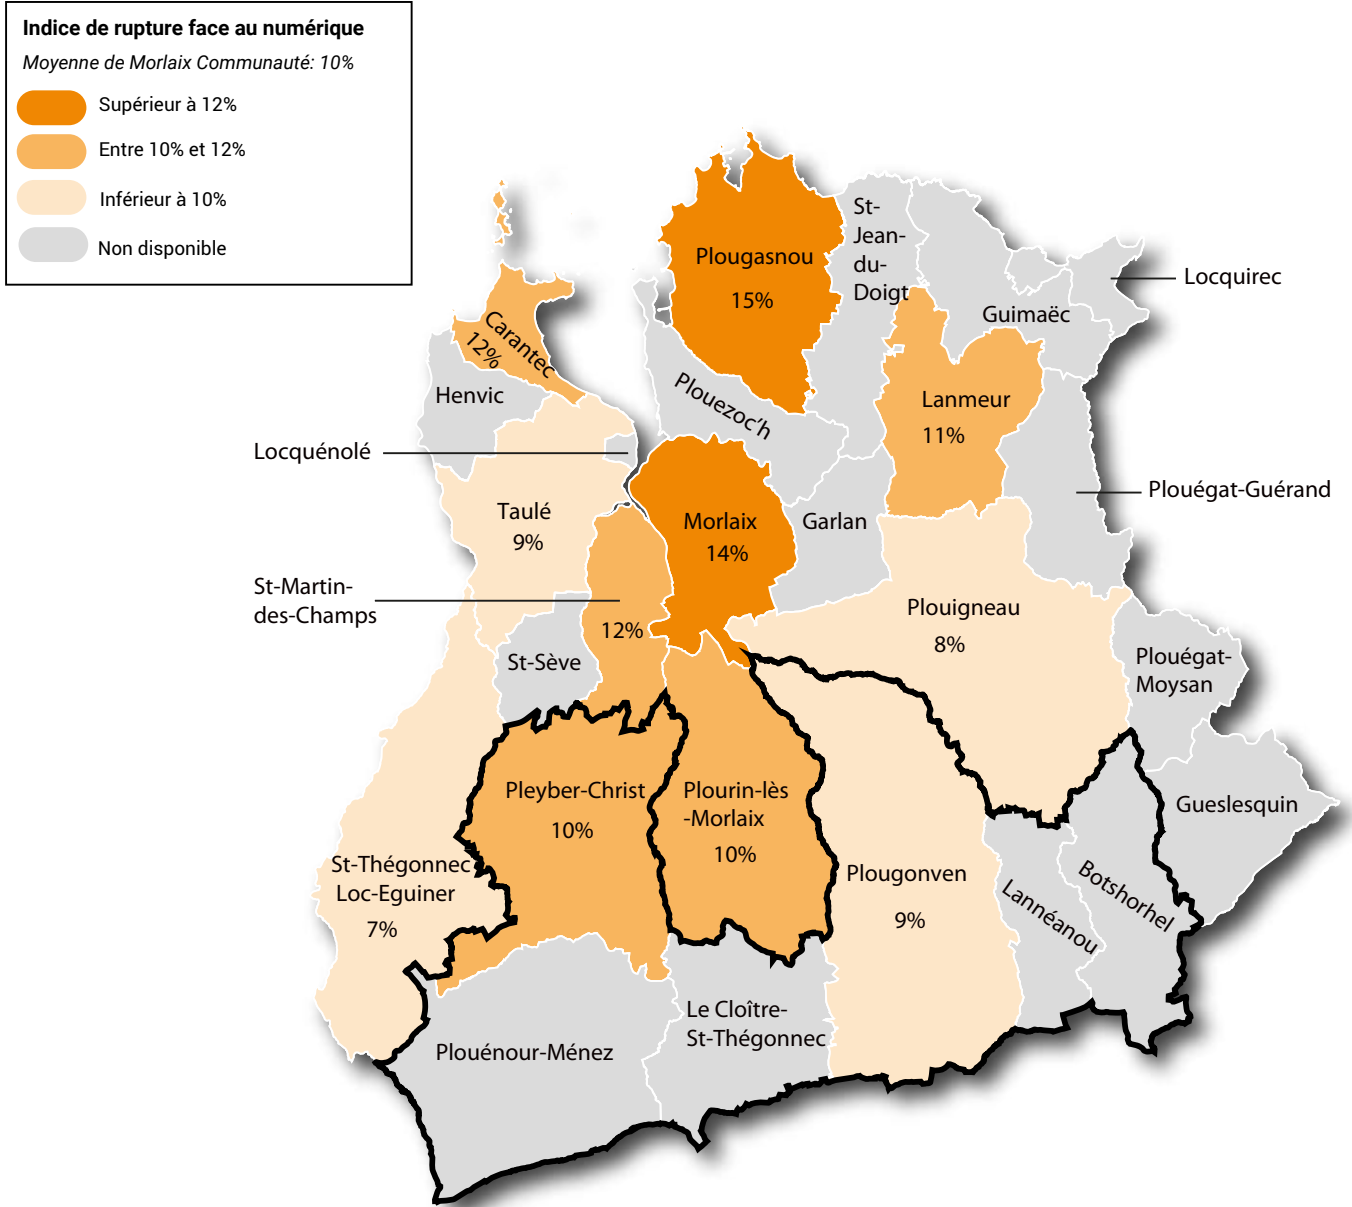 Indice de rupture face au numérique
Moyenne de Morlaix Communauté: 10%
Supérieur à 12%
Entre 10% et 12%
Inférieur à 10%
Non disponible
Plougasnou
15%
St-
Jean-
du-
Doigt
Locquirec
Guimaëc
Carantec
12%
Henvic
Plouezoc'h
Lanmeur
11%
Locquénolé
Plouégat-Guérand
Taulé
9%
Morlaix
14%
Garlan
St-Martin-
des-Champs
12%
Plouigneau
8%
St-Sève
Plouégat-
Moysan
Pleyber-Christ
10%
Plourin-lès
-Morlaix
10%
Gueslesquin
St-Thégonnec
Loc-Eguiner
7%
Plougonven
9%
Lannéanou
Botshorhel
Le Cloître-
St-Thégonnec
Plouénour-Ménez